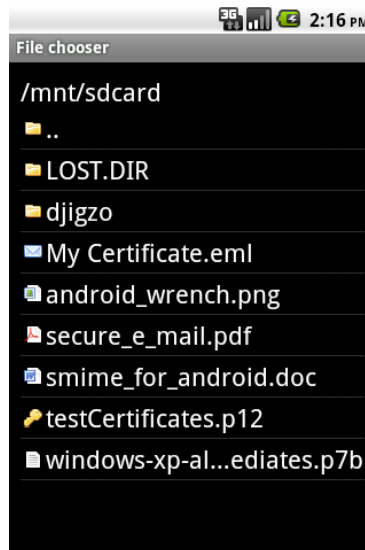 3G 2:16 PM
File chooser
/mnt/sdcard
..
LOST.DIR
djigzo
My Certificate.eml
android_wrench.png
secure_e_mail.pdf
smime_for_android.doc
testCertificates.p12
windows-xp-al...ediates.p7b